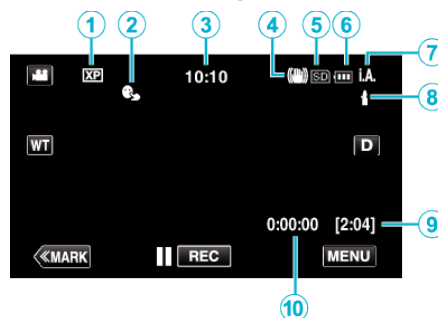 1 2 3 4 5 6 7
XP 10:10 SD i.A.
8
WT D
0:00:00 [2:04] 9
≪MARK REC MENU
10